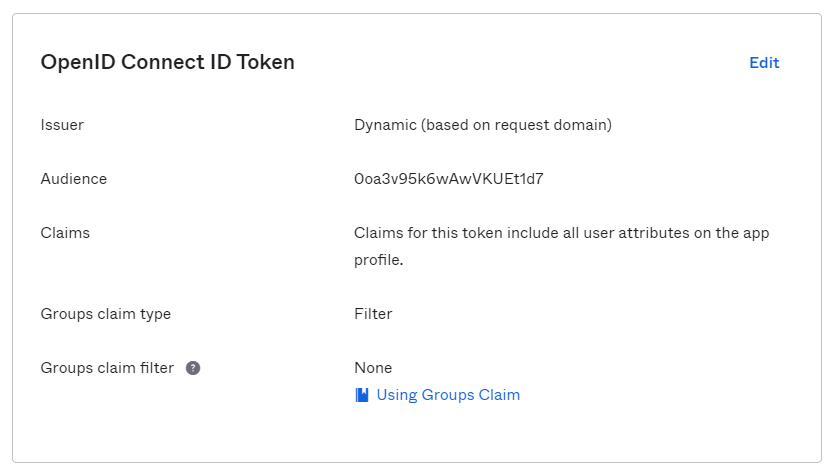 OpenID Connect ID Token
Edit
Issuer
Dynamic (based on request domain)
Audience
0oa3v95k6wAwVKUEt1d7
Claims
Claims for this token include all user attributes on the app
profile.
Groups claim type
Filter
Groups claim filter ?
None
Using Groups Claim